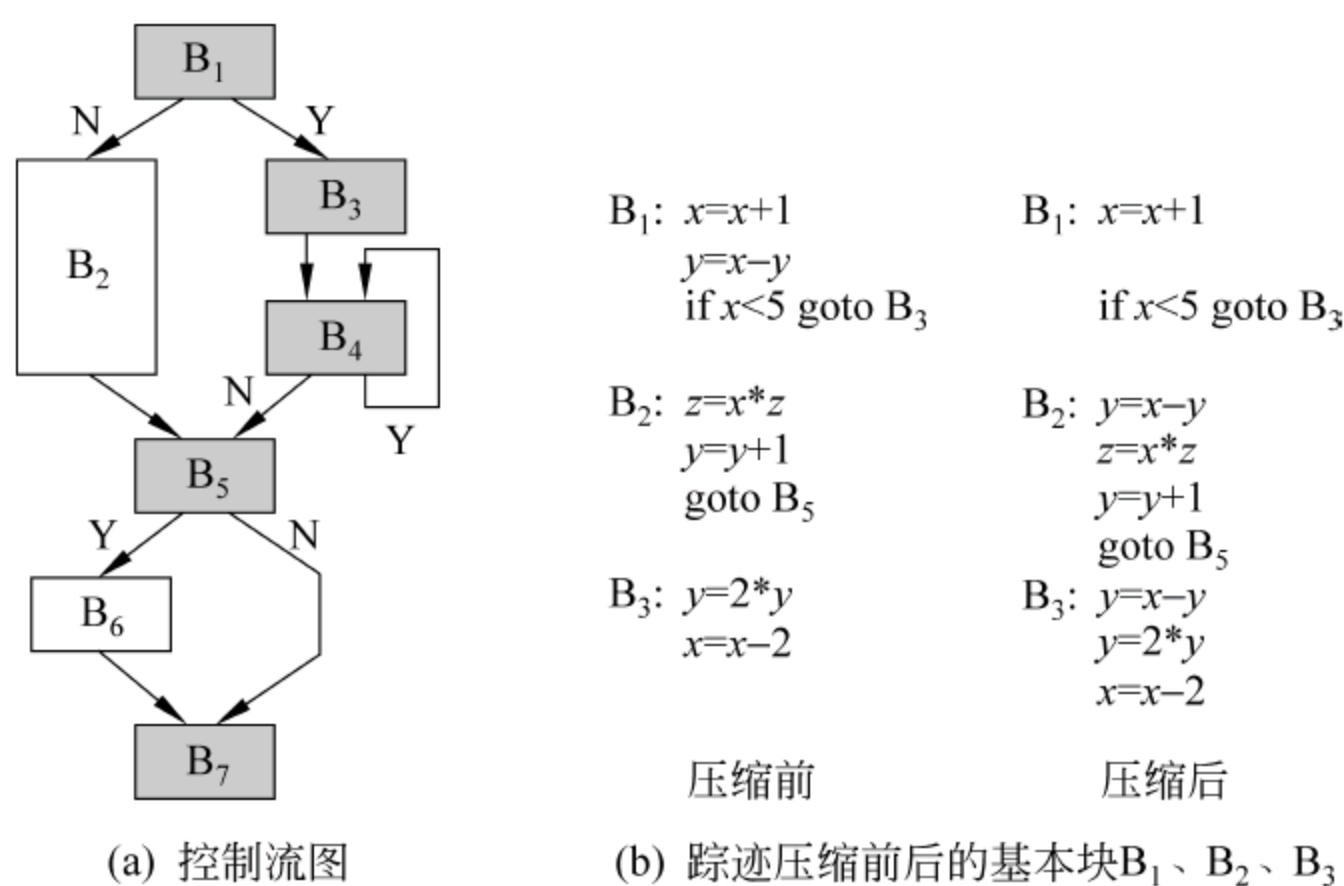 B₁
N
Y
B₂
B₃
B₄
N
Y
B₅
Y
N
B₆
B₇
(a) 控制流图
B₁: x=x+1
y=x−y
if x<5 goto B₃
B₂: z=x*z
y=y+1
goto B₅
B₃: y=2*y
x=x−2
压缩前
B₁: x=x+1
if x<5 goto B₃
B₂: y=x−y
z=x*z
y=y+1
goto B₅
B₃: y=x−y
y=2*y
x=x−2
压缩后
(b) 踪迹压缩前后的基本块B₁、B₂、B₃